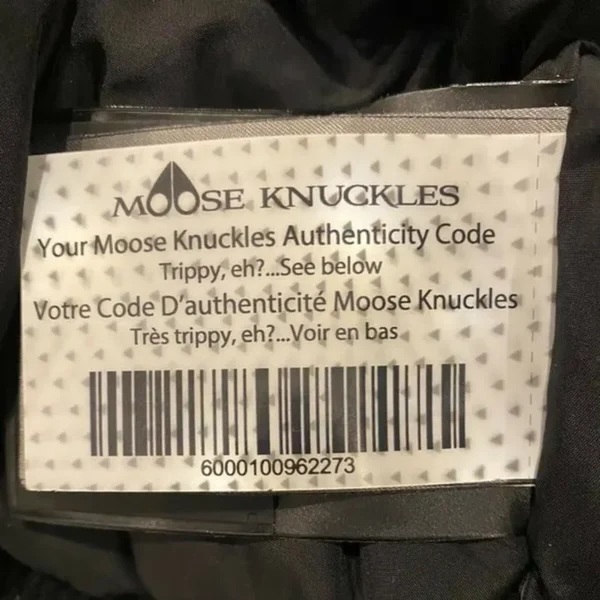 MOOSE KNUCKLES
Your Moose Knuckles Authenticity Code
Trippy, eh?...See below
Votre Code D'authenticité Moose Knuckles
Très trippy, eh?...Voir en bas
6000100962273